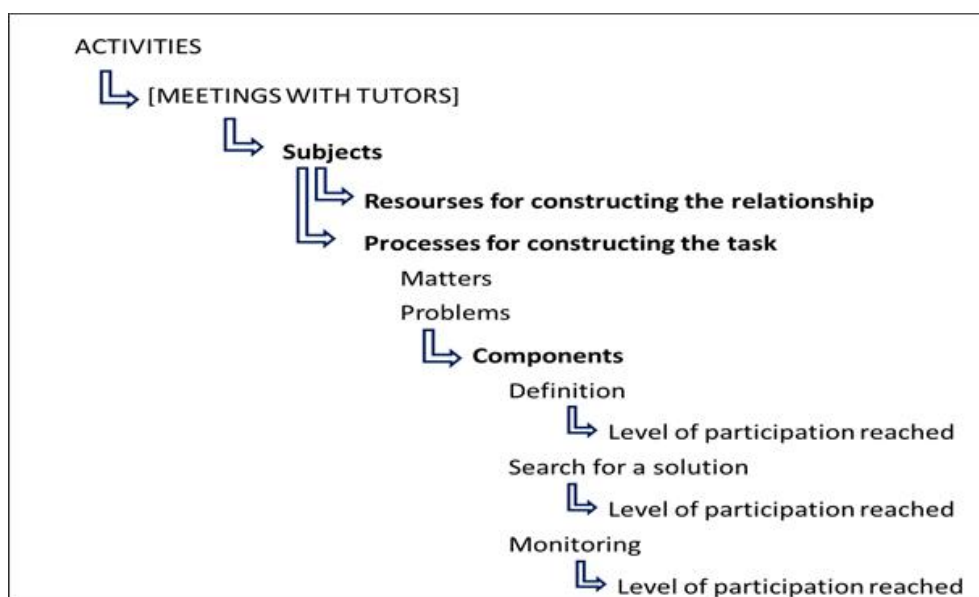 ACTIVITIES
[MEETINGS WITH TUTORS]
Subjects
Resourses for constructing the relationship
Processes for constructing the task
Matters
Problems
Components
Definition
Level of participation reached
Search for a solution
Level of participation reached
Monitoring
Level of participation reached